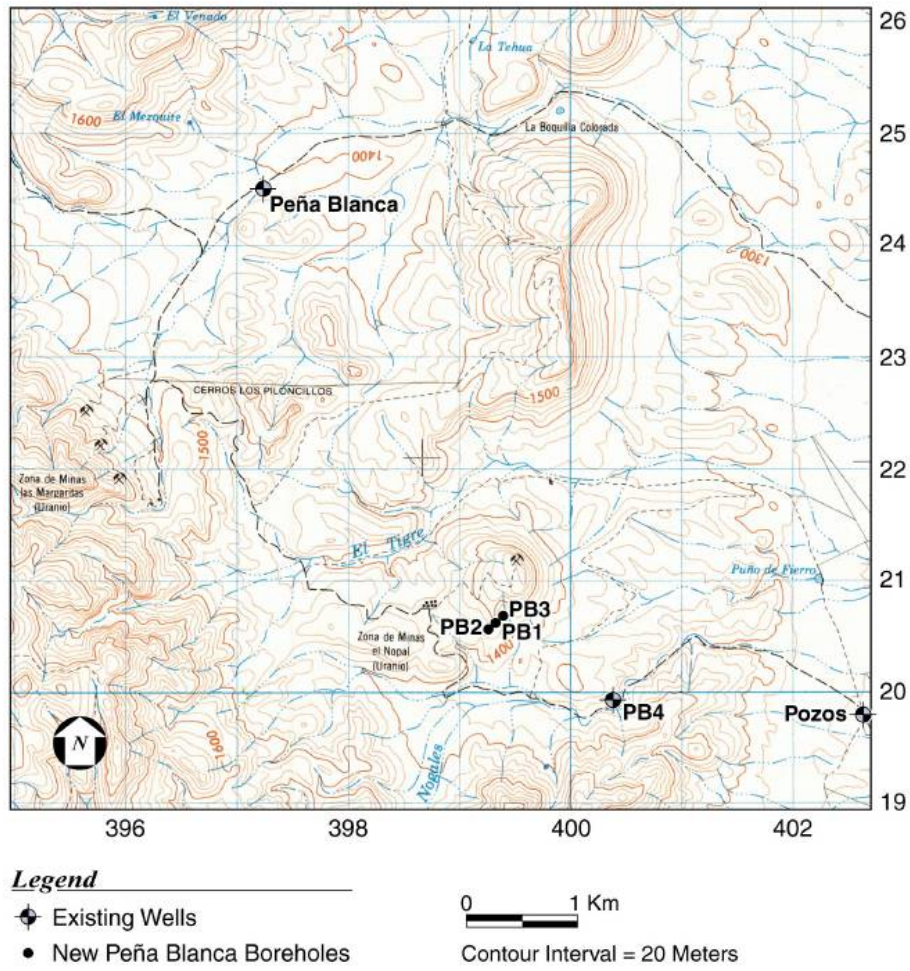 El Venado
26
La Tehua
1600
El Mezquite
La Boquilla Colorada
25
1400
Peña Blanca
24
1300
23
CERROS LOS PILONCILLOS
1500
1500
22
Zona de Minas
las Margaritas
(Uranio)
El Tigre
Puño de Fierro
21
PB3
PB2
PB1
Zona de Minas
el Nopal
(Uranio)
1400
20
PB4
Pozos
1600
N
Nogales
19
396
398
400
402
Legend
Existing Wells
New Peña Blanca Boreholes
0 1 Km
Contour Interval = 20 Meters